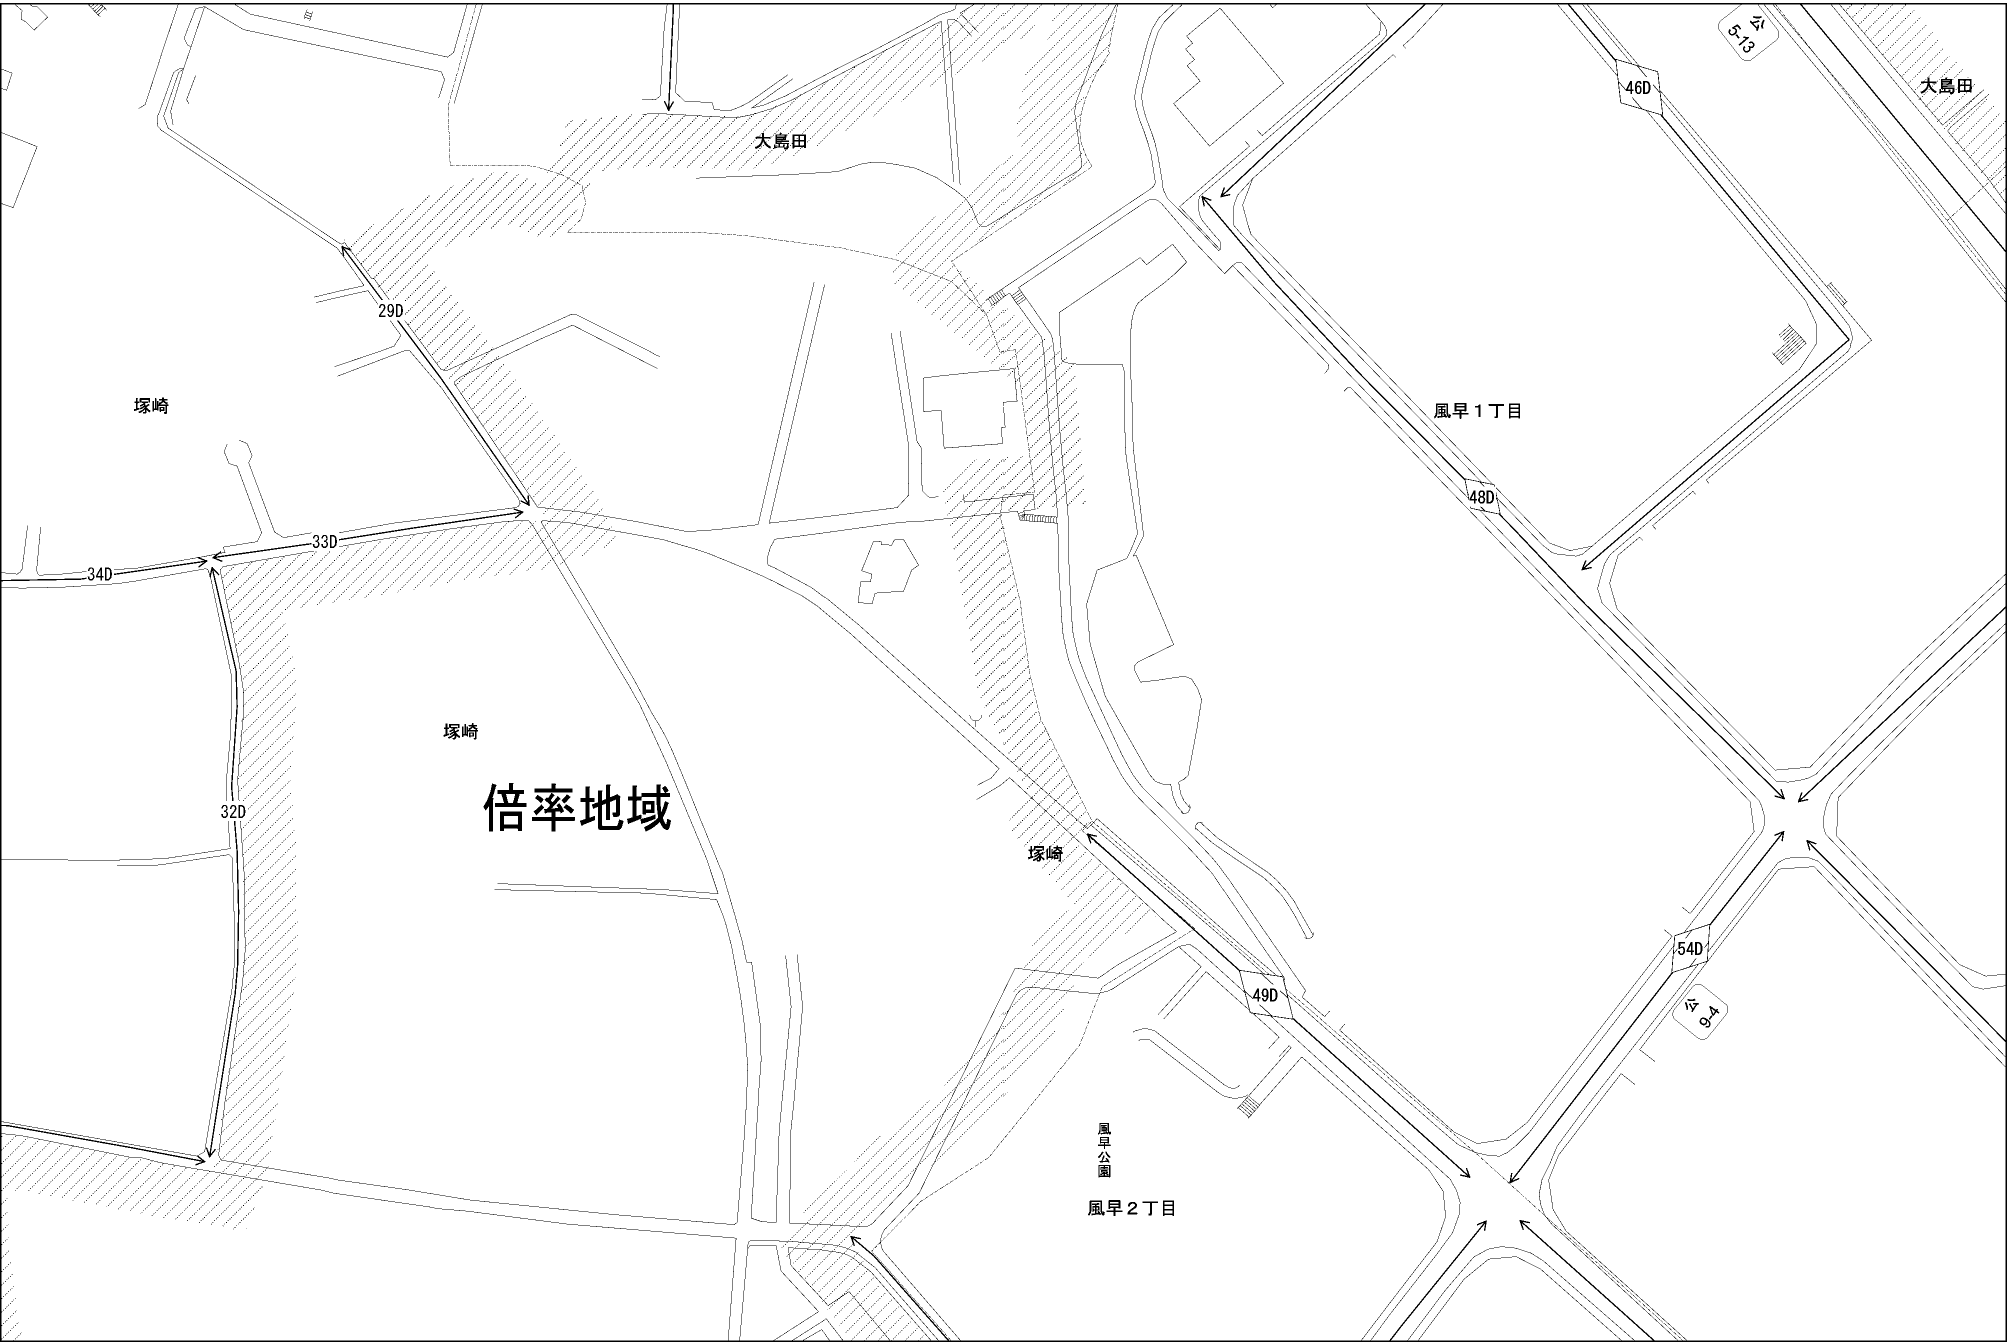 公
5-13
46D
大島田
大島田
29D
塚崎
風早1丁目
48D
33D
34D
塚崎
倍率地域
32D
塚崎
54D
49D
公
9-4
風早公園
風早2丁目